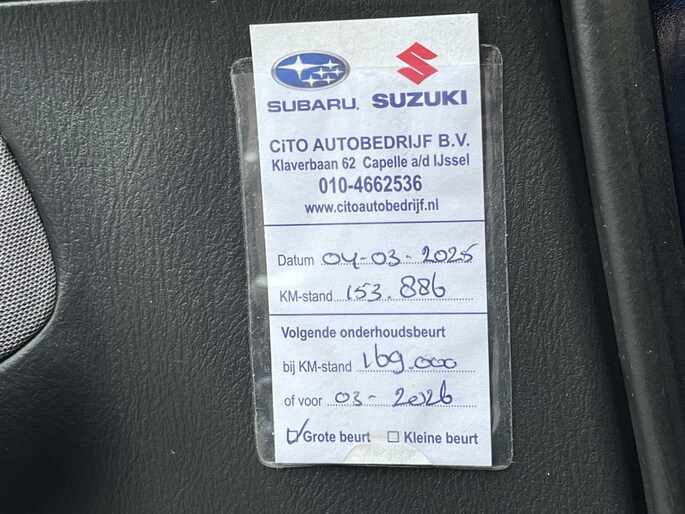 SUBARU. SUZUKI
CiTO AUTOBEDRIJF B.V.
Klaverbaan 62 Capelle a/d IJssel
010-4662536
www.citoautobedrijf.nl
Datum 04-03-2025
KM-stand 153.886
Volgende onderhoudsbeurt
bij KM-stand 169.000
of voor 03-2026
Grote beurt Kleine beurt